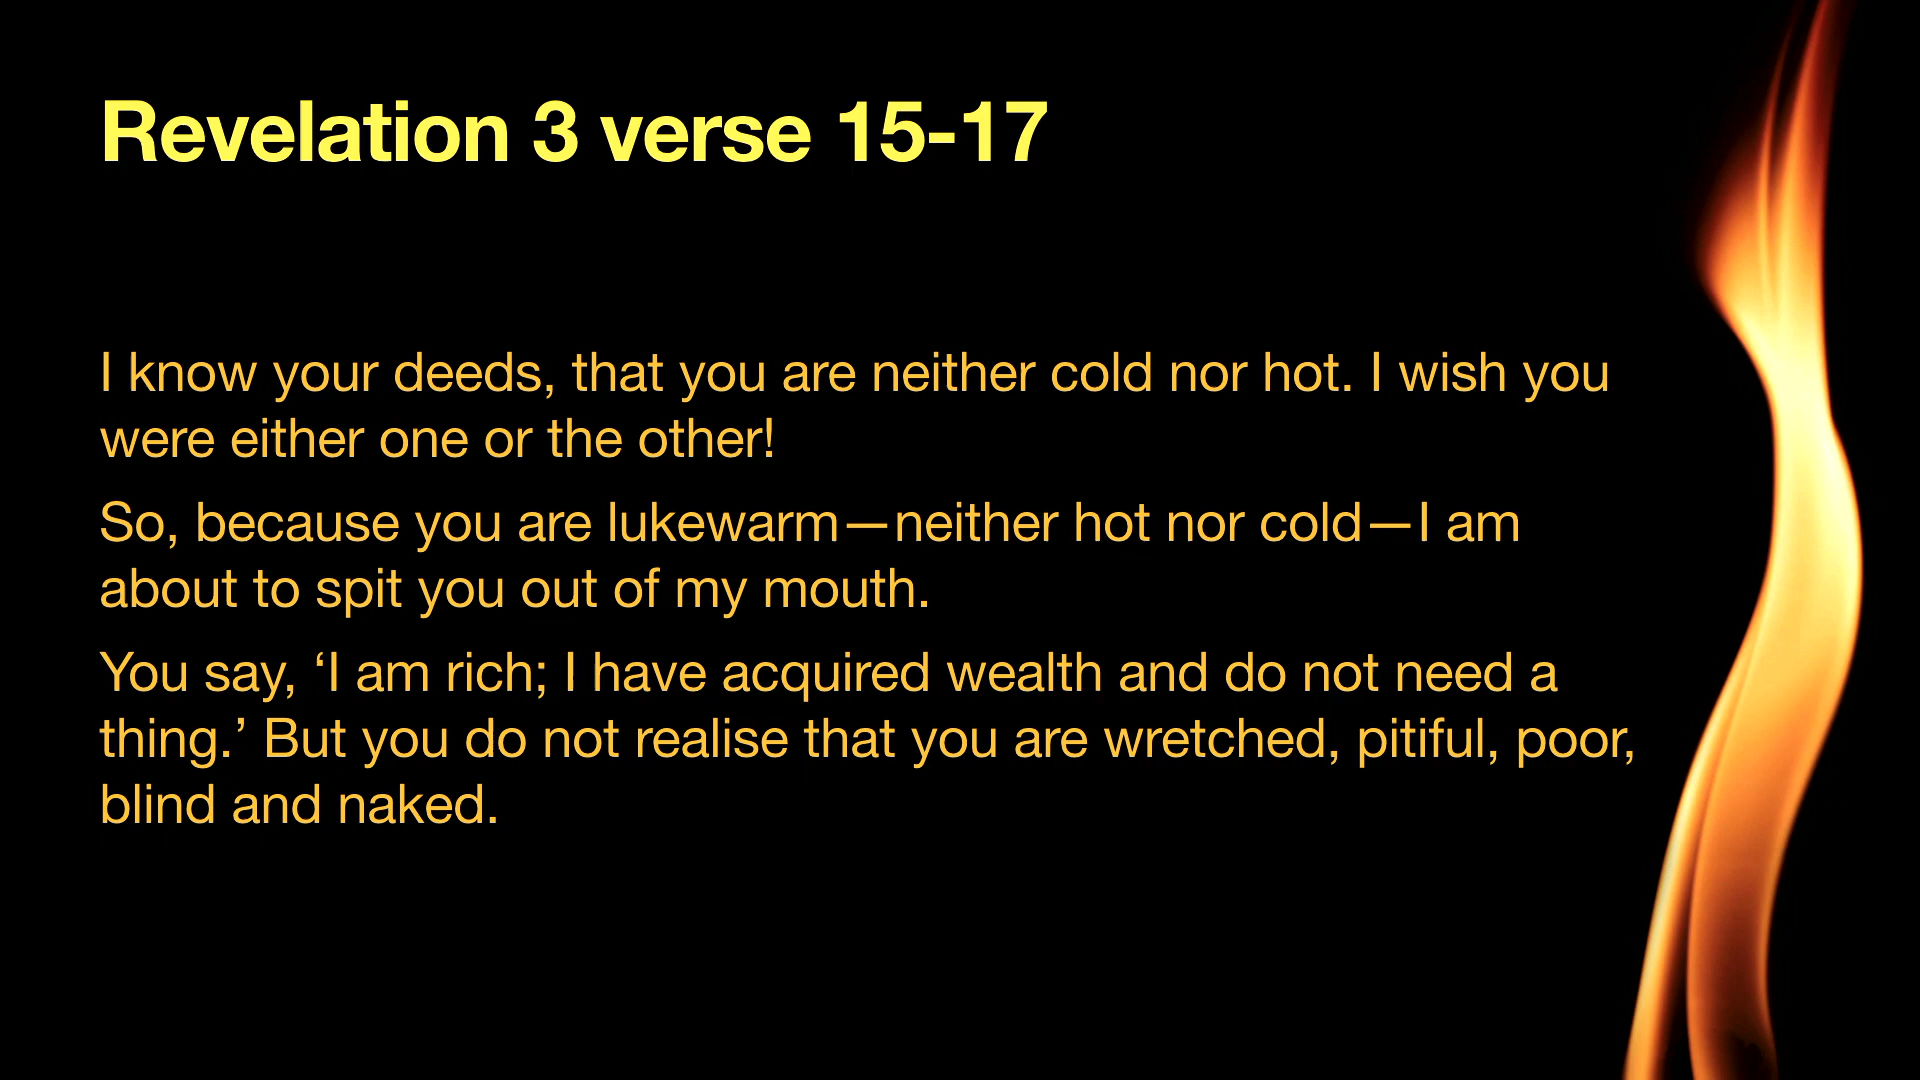 Revelation 3 verse 15-17
I know your deeds, that you are neither cold nor hot. I wish you
were either one or the other!
So, because you are lukewarm—neither hot nor cold—I am
about to spit you out of my mouth.
You say, ‘I am rich; I have acquired wealth and do not need a
thing.’ But you do not realise that you are wretched, pitiful, poor,
blind and naked.